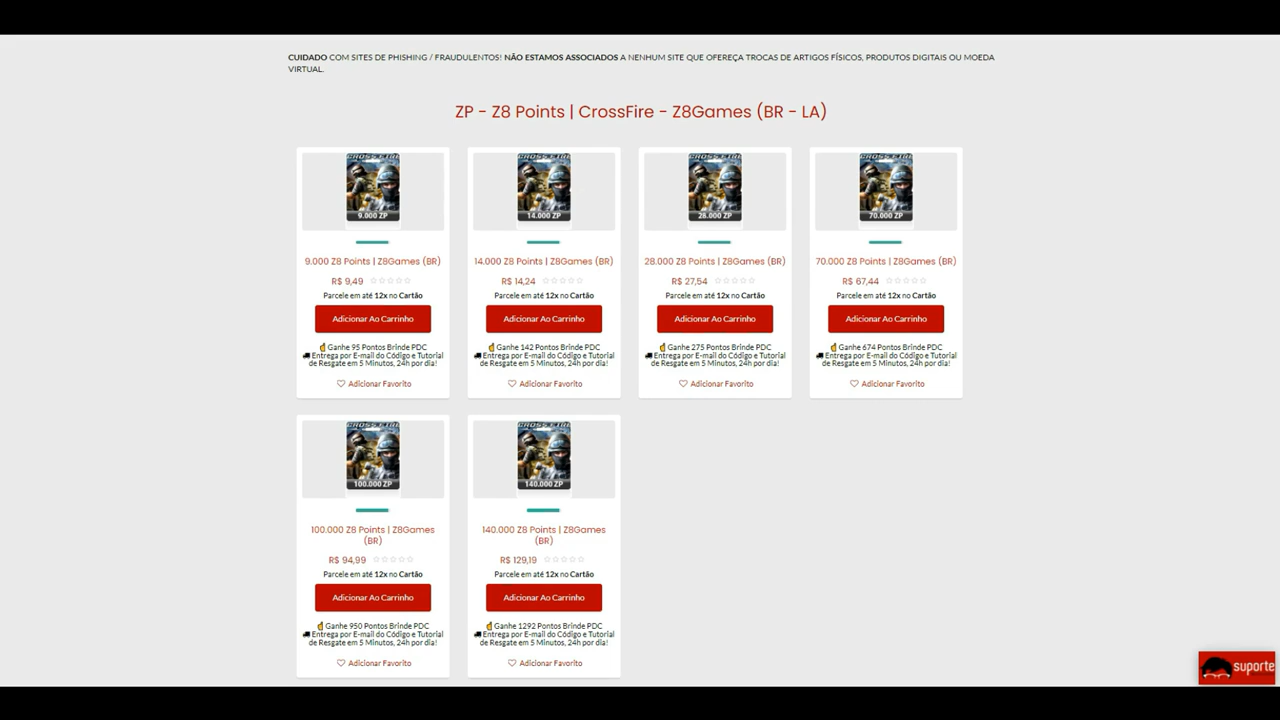 CUIDADO COM SITES DE PHISHING / FRAUDULENTOS! NÃO ESTAMOS ASSOCIADOS A NENHUM SITE QUE OFEREÇA TROCAS DE ARTIGOS FÍSICOS, PRODUTOS DIGITAIS OU MOEDA
VIRTUAL.
ZP - Z8 Points | CrossFire - Z8Games (BR - LA)
CROSS FIRE
9.000 ZP
9.000 Z8 Points | Z8Games (BR)
R$ 9,49
Parcele em até 12x no Cartão
Adicionar Ao Carrinho
Ganhe 95 Pontos Brinde PDC
Entrega por E-mail do Código e Tutorial
de Resgate em 5 Minutos, 24h por dia!
Adicionar Favorito
CROSS FIRE
14.000 ZP
14.000 Z8 Points | Z8Games (BR)
R$ 14,24
Parcele em até 12x no Cartão
Adicionar Ao Carrinho
Ganhe 142 Pontos Brinde PDC
Entrega por E-mail do Código e Tutorial
de Resgate em 5 Minutos, 24h por dia!
Adicionar Favorito
CROSS FIRE
28.000 ZP
28.000 Z8 Points | Z8Games (BR)
R$ 27,54
Parcele em até 12x no Cartão
Adicionar Ao Carrinho
Ganhe 275 Pontos Brinde PDC
Entrega por E-mail do Código e Tutorial
de Resgate em 5 Minutos, 24h por dia!
Adicionar Favorito
CROSS FIRE
70.000 ZP
70.000 Z8 Points | Z8Games (BR)
R$ 67,44
Parcele em até 12x no Cartão
Adicionar Ao Carrinho
Ganhe 674 Pontos Brinde PDC
Entrega por E-mail do Código e Tutorial
de Resgate em 5 Minutos, 24h por dia!
Adicionar Favorito
CROSS FIRE
100.000 ZP
100.000 Z8 Points | Z8Games
(BR)
R$ 94,99
Parcele em até 12x no Cartão
Adicionar Ao Carrinho
Ganhe 950 Pontos Brinde PDC
Entrega por E-mail do Código e Tutorial
de Resgate em 5 Minutos, 24h por dia!
Adicionar Favorito
CROSS FIRE
140.000 ZP
140.000 Z8 Points | Z8Games
(BR)
R$ 129,19
Parcele em até 12x no Cartão
Adicionar Ao Carrinho
Ganhe 1292 Pontos Brinde PDC
Entrega por E-mail do Código e Tutorial
de Resgate em 5 Minutos, 24h por dia!
Adicionar Favorito
suporte